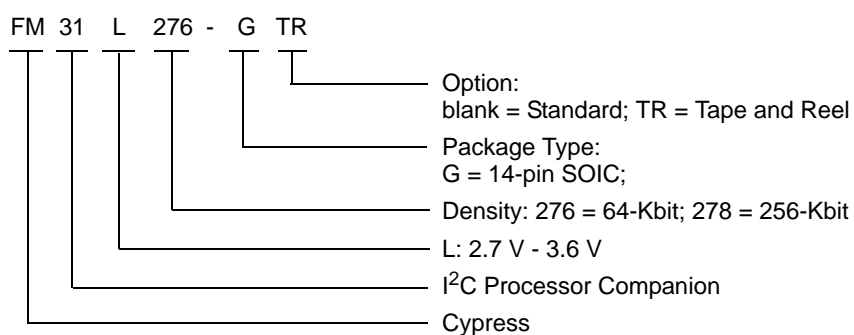 FM 31 L 276 - G TR
Option:
blank = Standard; TR = Tape and Reel
Package Type:
G = 14-pin SOIC;
Density: 276 = 64-Kbit; 278 = 256-Kbit
L: 2.7 V - 3.6 V
I²C Processor Companion
Cypress